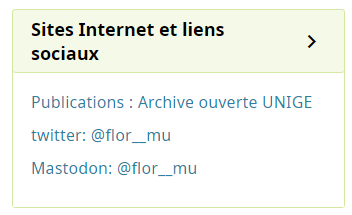 Sites Internet et liens
sociaux
Publications : Archive ouverte UNIGE
twitter: @flor__mu
Mastodon: @flor__mu